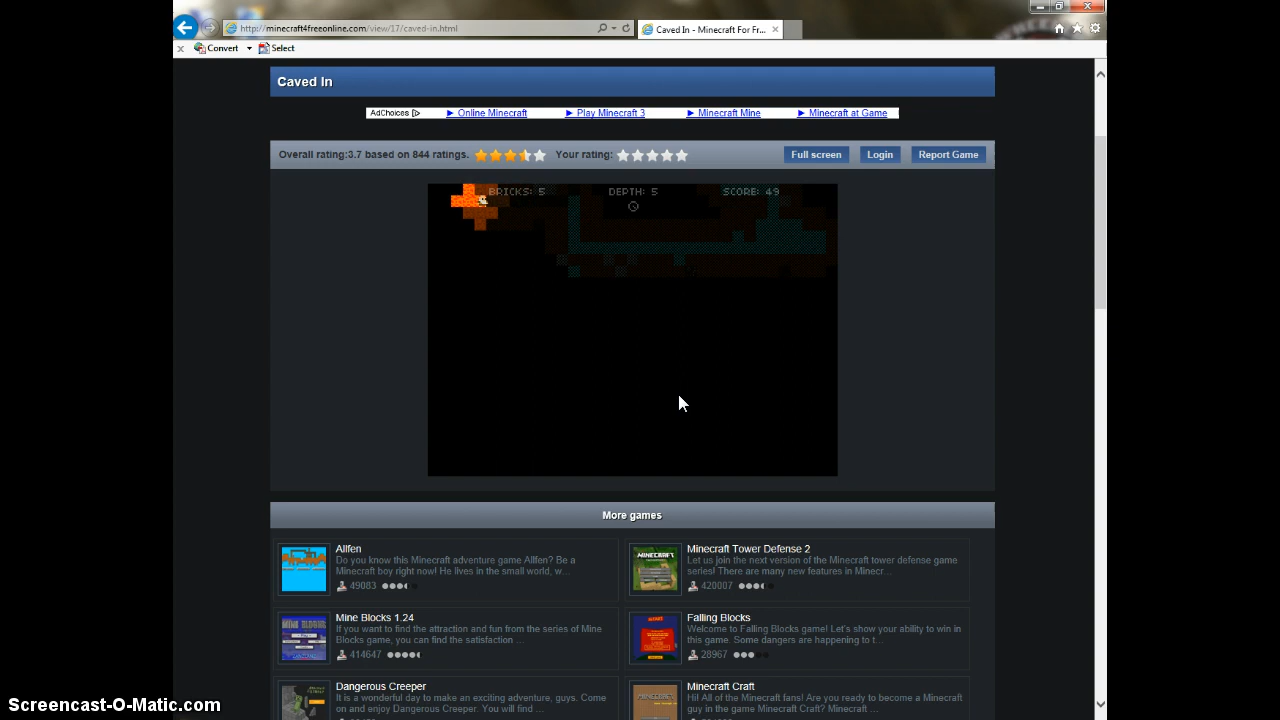 http://minecraft4freeonline.com/view/17/caved-in.html
Caved In - Minecraft For Fr...
Convert
Select
Caved In
AdChoices
Online Minecraft
Play Minecraft 3
Minecraft Mine
Minecraft at Game
Overall rating:3.7 based on 844 ratings.
Your rating:
Full screen
Login
Report Game
BRICKS: 5
DEPTH: 5
SCORE: 49
More games
Allfen
Do you know this Minecraft adventure game Allfen? Be a
Minecraft boy right now! He lives in the small world, w...
49083
Minecraft Tower Defense 2
Let us join the next version of the Minecraft tower defense game
series! There are many new features in Minecr...
420007
Mine Blocks 1.24
If you want to find the attraction and fun from the series of Mine
Blocks game, you can find the satisfaction ...
414647
Falling Blocks
Welcome to Falling Blocks game! Let's show your ability to win in
this game. Some dangers are happening to t...
28967
Dangerous Creeper
It is a wonderful day to make an exciting adventure, guys. Come
on and enjoy Dangerous Creeper. You will find ...
Minecraft Craft
Hi! All of the Minecraft fans! Are you ready to become a Minecraft
guy in the game Minecraft Craft? Minecraft ...
Screencast-O-Matic.com